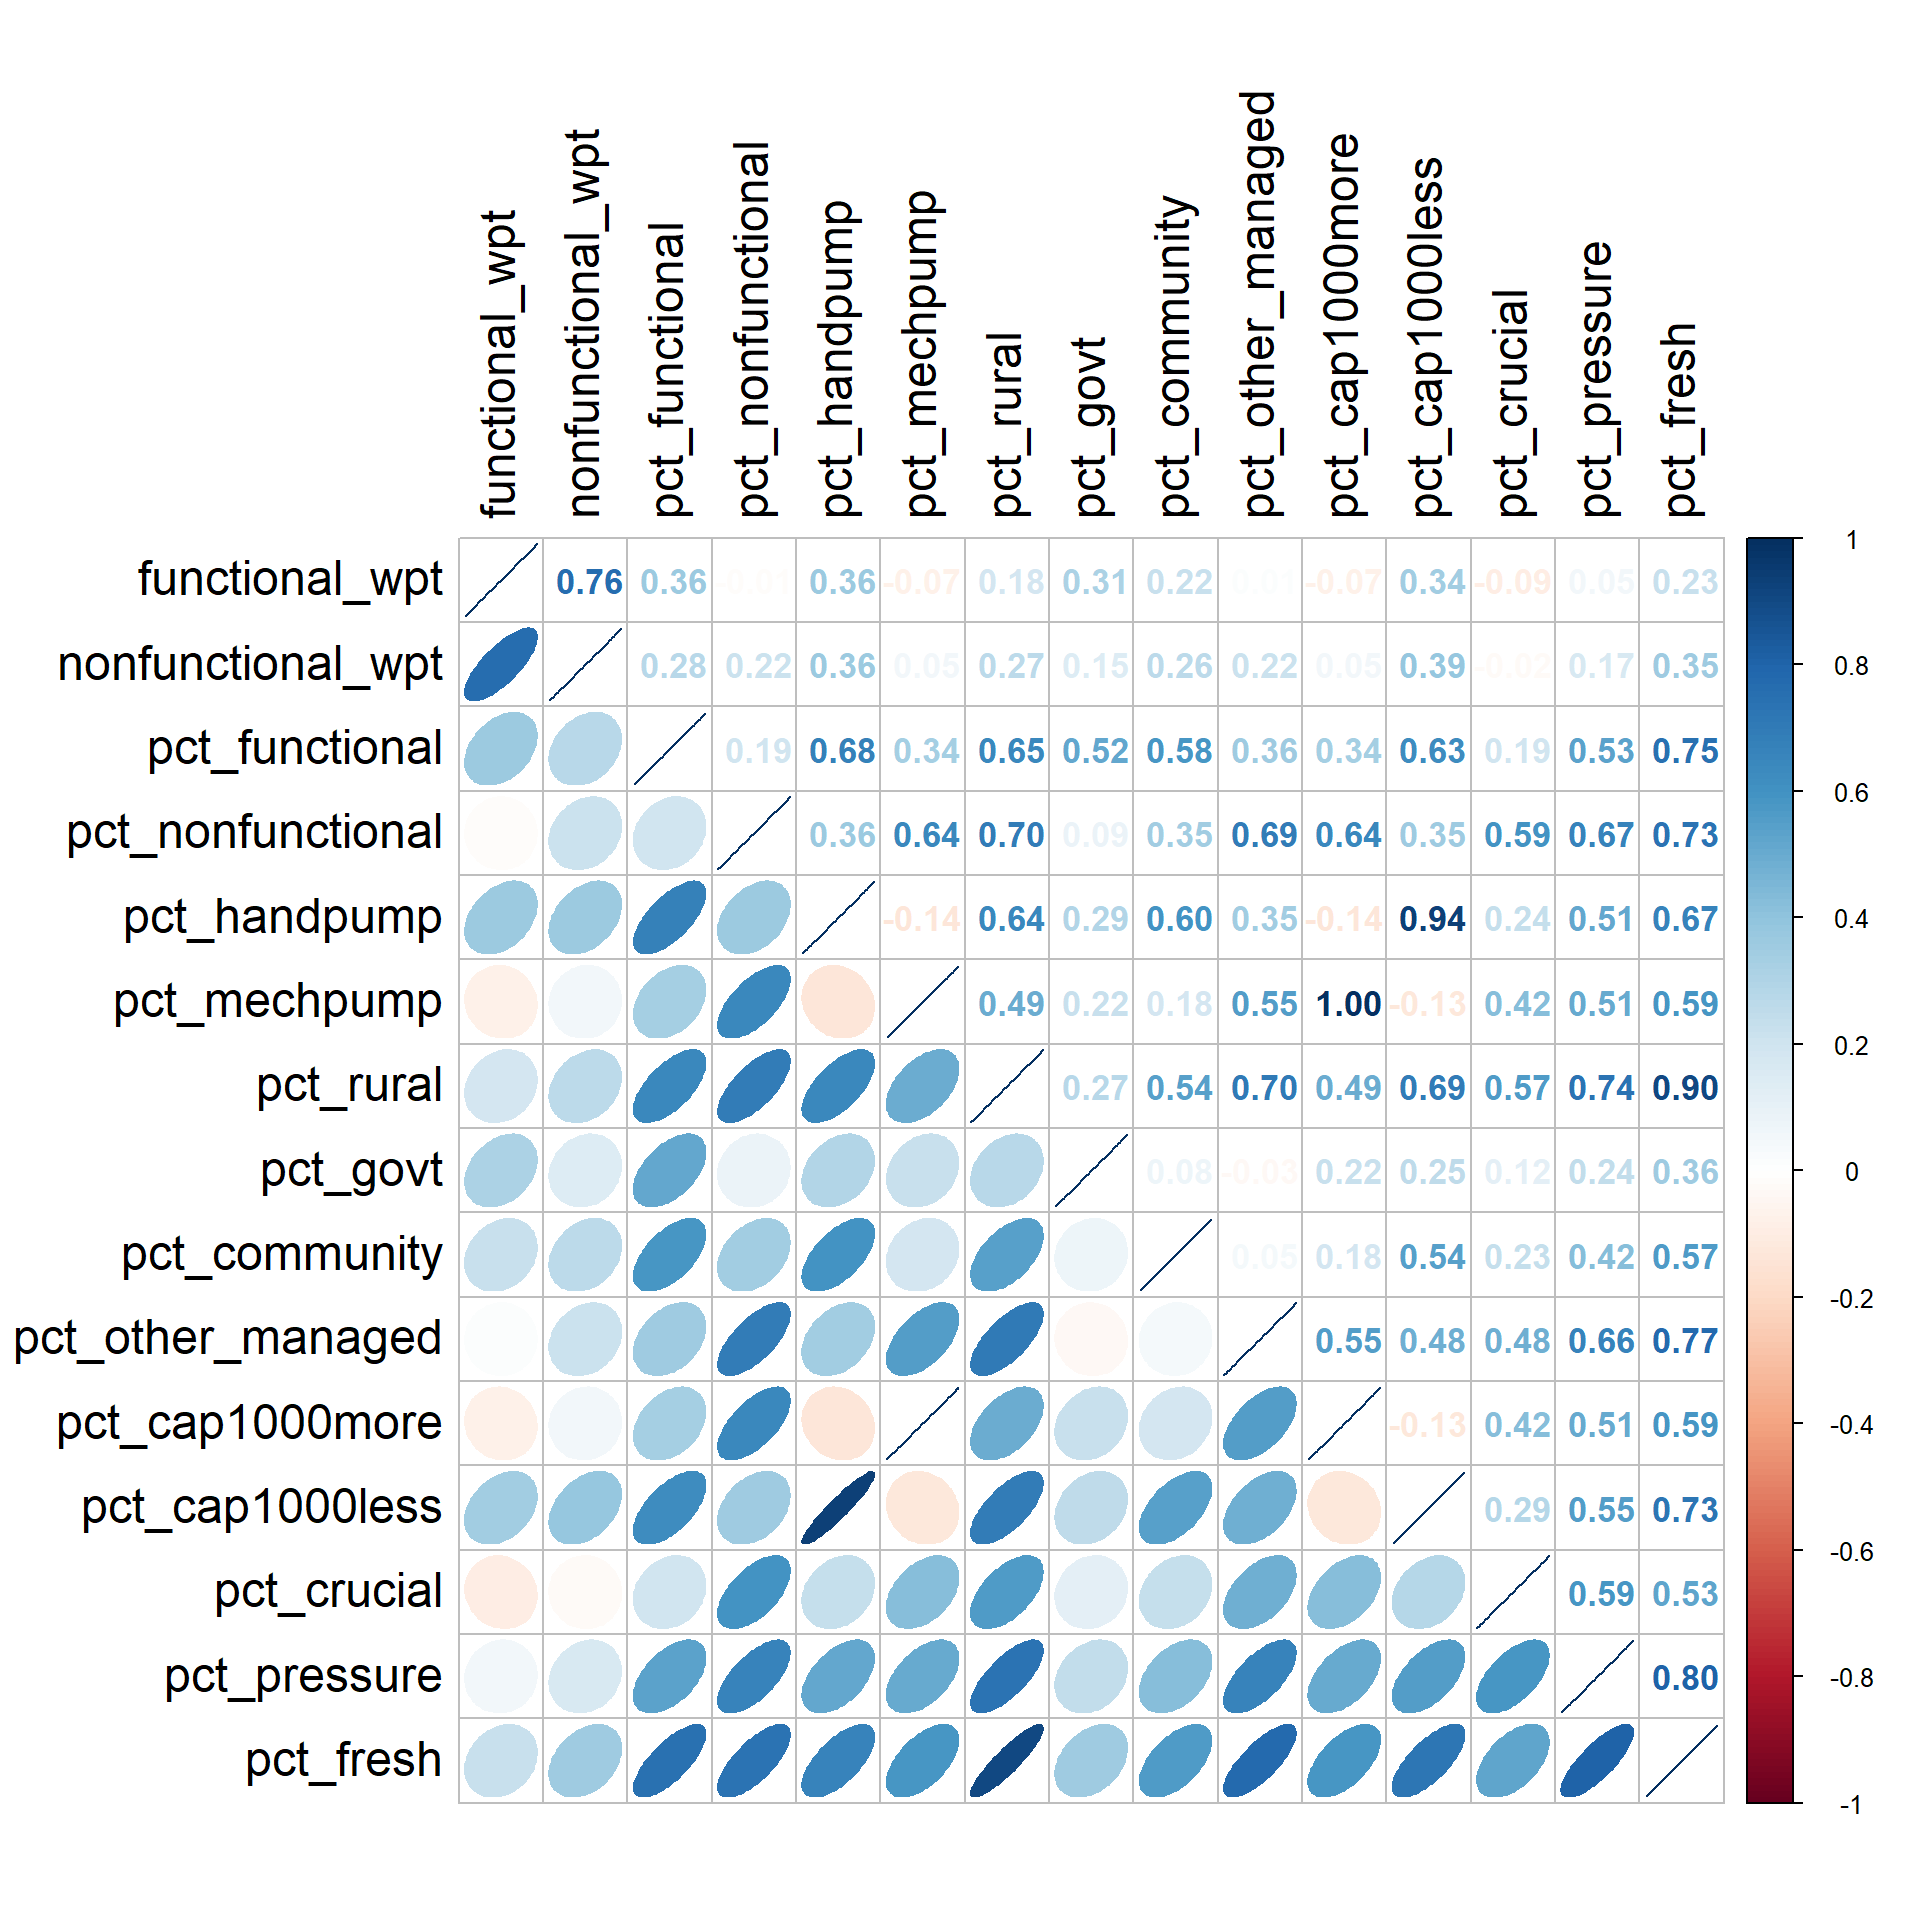 functional_wpt
nonfunctional_wpt
pct_functional
pct_nonfunctional
pct_handpump
pct_mechpump
pct_rural
pct_govt
pct_community
pct_other_managed
pct_cap1000more
pct_cap1000less
pct_crucial
pct_pressure
pct_fresh
functional_wpt 0.76 0.36 -0.01 0.36 -0.07 0.18 0.31 0.22 0.01 -0.07 0.34 -0.09 0.05 0.23
nonfunctional_wpt 0.28 0.22 0.36 0.05 0.27 0.15 0.26 0.22 0.05 0.39 -0.02 0.17 0.35
pct_functional 0.19 0.68 0.34 0.65 0.52 0.58 0.36 0.34 0.63 0.19 0.53 0.75
pct_nonfunctional 0.36 0.64 0.70 0.09 0.35 0.69 0.64 0.35 0.59 0.67 0.73
pct_handpump -0.14 0.64 0.29 0.60 0.35 -0.14 0.94 0.24 0.51 0.67
pct_mechpump 0.49 0.22 0.18 0.55 1.00 -0.13 0.42 0.51 0.59
pct_rural 0.27 0.54 0.70 0.49 0.69 0.57 0.74 0.90
pct_govt 0.08 -0.03 0.22 0.25 0.12 0.24 0.36
pct_community 0.05 0.18 0.54 0.23 0.42 0.57
pct_other_managed 0.55 0.48 0.48 0.66 0.77
pct_cap1000more -0.13 0.42 0.51 0.59
pct_cap1000less 0.29 0.55 0.73
pct_crucial 0.59 0.53
pct_pressure 0.80
pct_fresh
1
0.8
0.6
0.4
0.2
0
-0.2
-0.4
-0.6
-0.8
-1